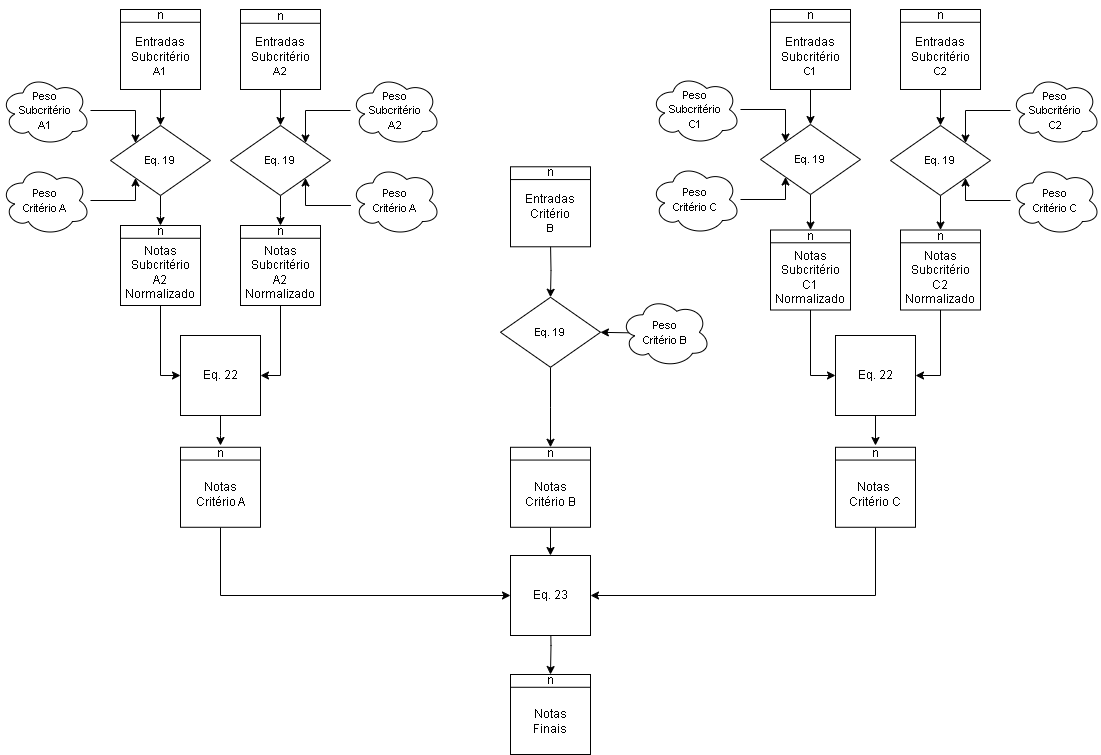 n
Entradas
Subcritério
A1
n
Entradas
Subcritério
A2
n
Entradas
Subcritério
C1
n
Entradas
Subcritério
C2
Peso
Subcritério
A1
Peso
Subcritério
A2
Peso
Subcritério
C1
Peso
Subcritério
C2
Eq. 19
Eq. 19
Eq. 19
Eq. 19
Peso
Critério A
Peso
Critério A
Peso
Critério C
Peso
Critério C
n
Entradas
Critério
B
n
Notas
Subcritério
A2
Normalizado
n
Notas
Subcritério
A2
Normalizado
n
Notas
Subcritério
C1
Normalizado
n
Notas
Subcritério
C2
Normalizado
Eq. 19
Peso
Critério B
Eq. 22
Eq. 22
n
Notas
Critério A
n
Notas
Critério B
n
Notas
Critério C
Eq. 23
n
Notas
Finais